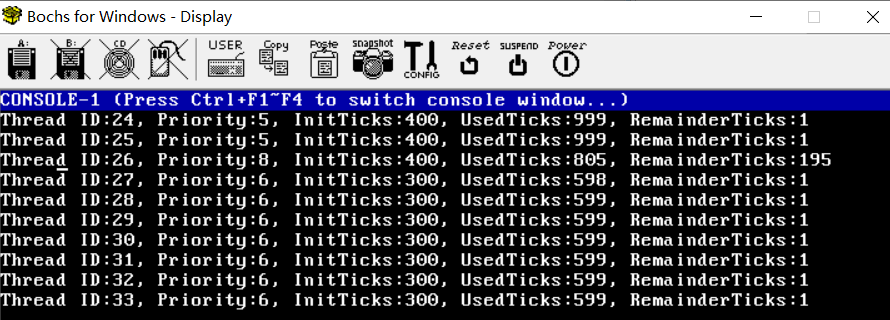 Bochs for Windows - Display
A: B: CD USER Copy Poste snapshot CONFIG Reset SUSPEND Power
CONSOLE-1 (Press Ctrl+F1~F4 to switch console window...)
Thread ID:24, Priority:5, InitTicks:400, UsedTicks:999, RemainderTicks:1
Thread ID:25, Priority:5, InitTicks:400, UsedTicks:999, RemainderTicks:1
Thread ID:26, Priority:8, InitTicks:400, UsedTicks:805, RemainderTicks:195
Thread ID:27, Priority:6, InitTicks:300, UsedTicks:598, RemainderTicks:1
Thread ID:28, Priority:6, InitTicks:300, UsedTicks:599, RemainderTicks:1
Thread ID:29, Priority:6, InitTicks:300, UsedTicks:599, RemainderTicks:1
Thread ID:30, Priority:6, InitTicks:300, UsedTicks:599, RemainderTicks:1
Thread ID:31, Priority:6, InitTicks:300, UsedTicks:599, RemainderTicks:1
Thread ID:32, Priority:6, InitTicks:300, UsedTicks:599, RemainderTicks:1
Thread ID:33, Priority:6, InitTicks:300, UsedTicks:599, RemainderTicks:1